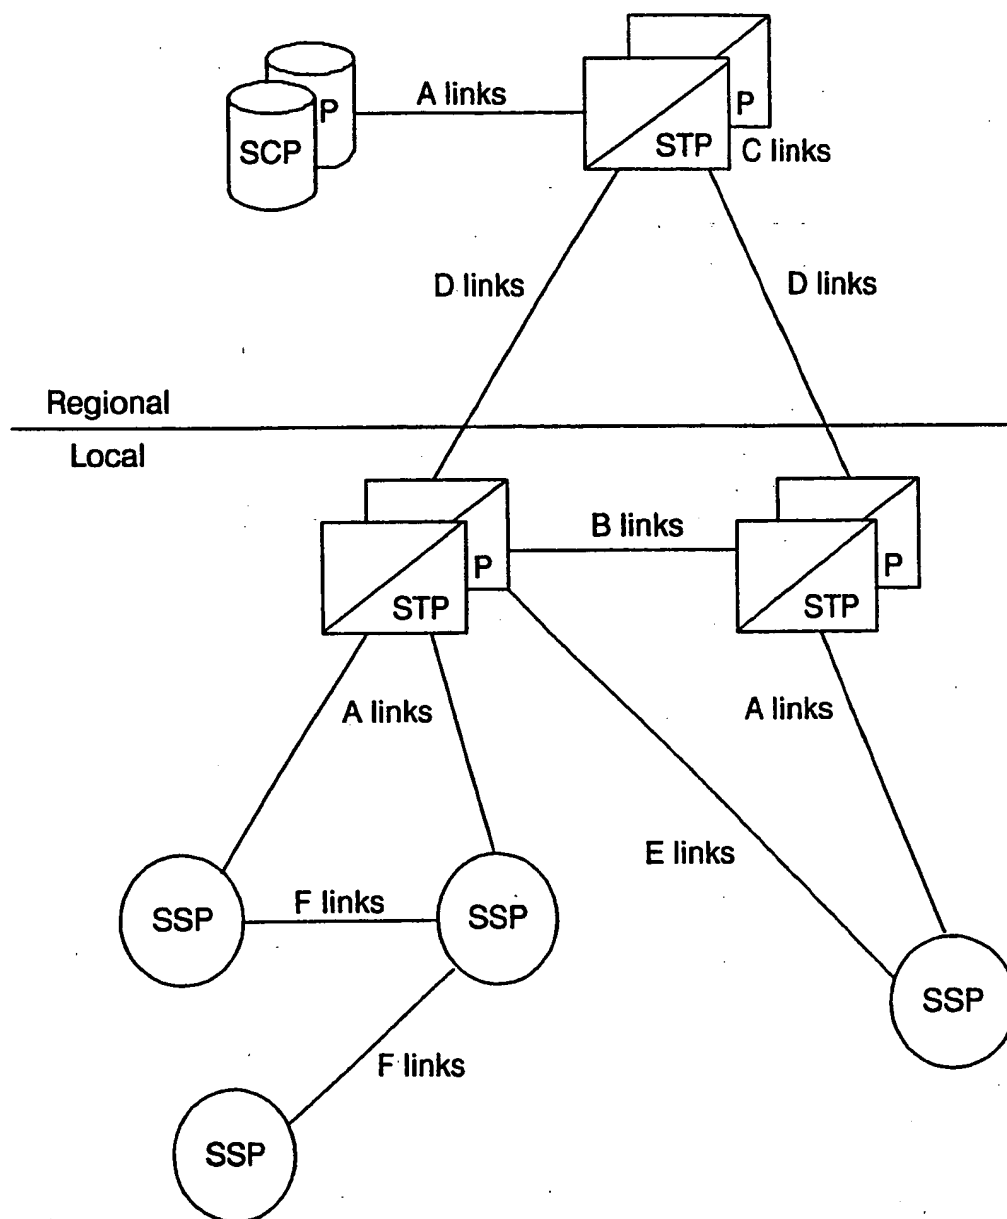 A links
P
P
SCP
STP
C links
D links
D links
Regional
Local
B links
P
P
STP
STP
A links
A links
E links
SSP
F links
SSP
SSP
F links
SSP